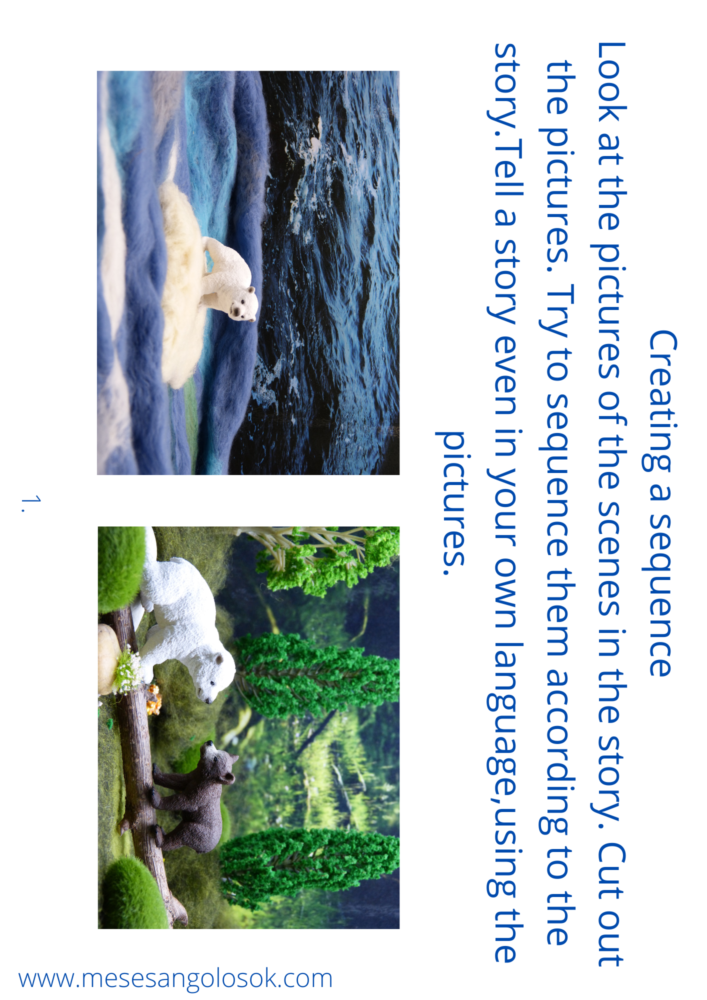 Creating a sequence
Look at the pictures of the scenes in the story. Cut out
the pictures. Try to sequence them according to the
story.Tell a story even in your own language,using the
pictures.
1.
www.mesesangolosok.com